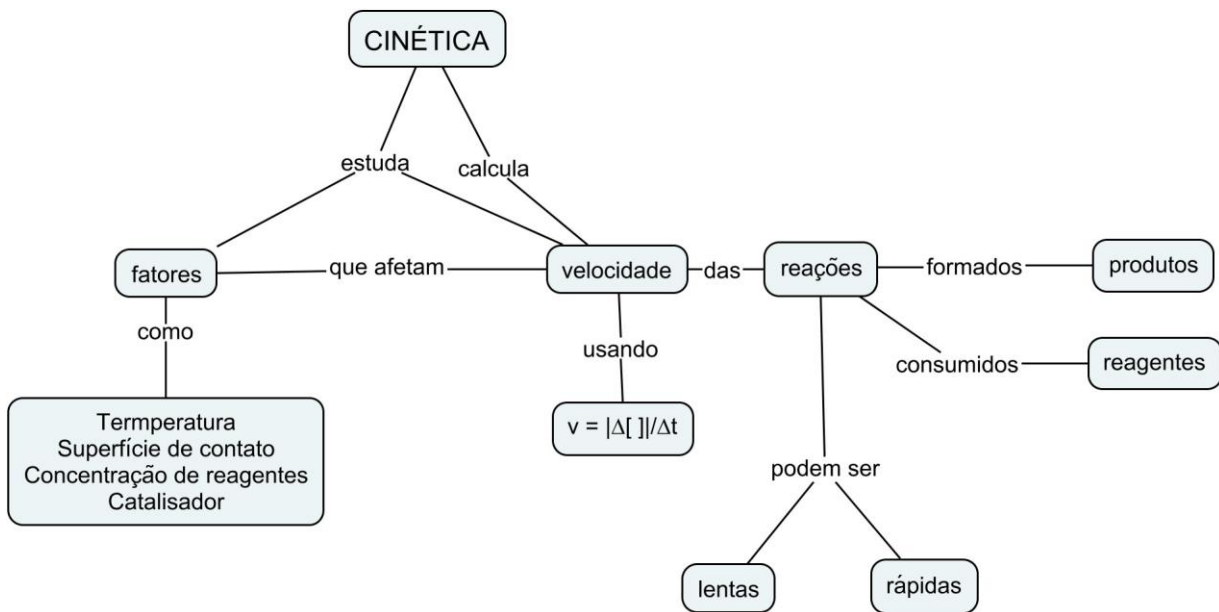 CINÉTICA
estuda
calcula
fatores
que afetam
velocidade
das
reações
formados
produtos
como
usando
consumidos
reagentes
Termperatura
Superfície de contato
Concentração de reagentes
Catalisador
v = |Δ[ ]|/Δt
podem ser
lentas
rápidas